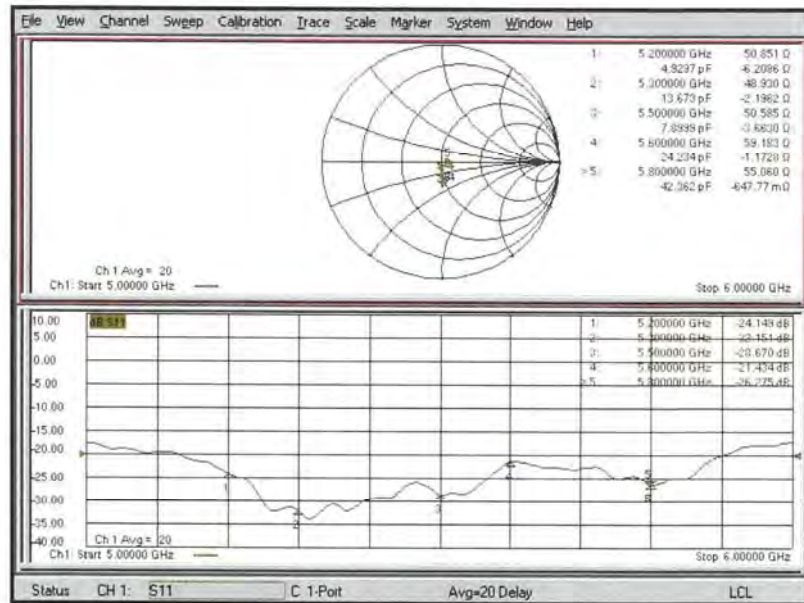 File View Channel Sweep Calibration Trace Scale Marker System Window Help
1: 5.200000 GHz 50.851 Ω
4.9297 pF -6.2086 Ω
2: 5.300000 GHz 48.930 Ω
13.673 pF -2.1962 Ω
3: 5.500000 GHz 50.585 Ω
7.8999 pF -3.6630 Ω
4: 5.600000 GHz 59.183 Ω
24.234 pF -1.1728 Ω
>5: 5.800000 GHz 55.060 Ω
42.362 pF -647.77 mΩ
Ch 1 Avg = 20
Ch1: Start 5.00000 GHz
Stop 6.00000 GHz
10.00
5.00
0.00
-5.00
-10.00
-15.00
-20.00
-25.00
-30.00
-35.00
-40.00
dB S11
1: 5.200000 GHz -24.149 dB
2: 5.300000 GHz -32.151 dB
3: 5.500000 GHz -28.670 dB
4: 5.600000 GHz -21.434 dB
>5: 5.800000 GHz -26.275 dB
1
2
3
4
5
Ch 1 Avg = 20
Ch1: Start 5.00000 GHz
Stop 6.00000 GHz
Status CH 1: S11 C 1-Port Avg=20 Delay LCL